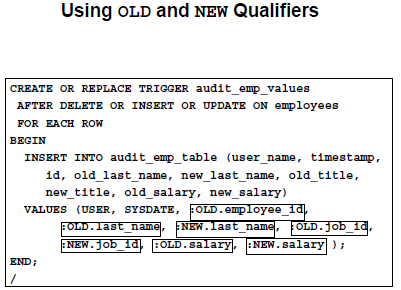 Using OLD and NEW Qualifiers
CREATE OR REPLACE TRIGGER audit_emp_values
AFTER DELETE OR INSERT OR UPDATE ON employees
FOR EACH ROW
BEGIN
INSERT INTO audit_emp_table (user_name, timestamp,
id, old_last_name, new_last_name, old_title,
new_title, old_salary, new_salary)
VALUES (USER, SYSDATE, :OLD.employee_id,
:OLD.last_name, :NEW.last_name, :OLD.job_id,
:NEW.job_id, :OLD.salary, :NEW.salary );
END;
/